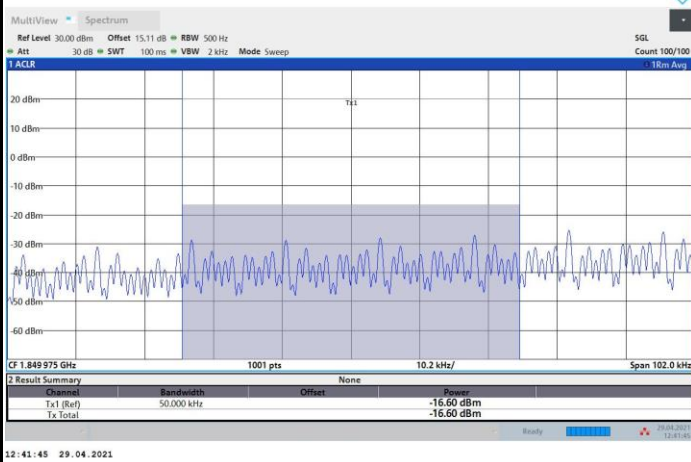 MultiView Spectrum
Ref Level 30.00 dBm Offset 15.11 dB RBW 500 Hz SGL
Att 30 dB SWT 100 ms VBW 2 kHz Mode Sweep Count 100/100
1 ACLR 1Rm Avg
Tx1
20 dBm
10 dBm
0 dBm
-10 dBm
-20 dBm
-30 dBm
-40 dBm
-50 dBm
-60 dBm
CF 1.849 975 GHz 1001 pts 10.2 kHz/ Span 102.0 kHz
2 Result Summary None
Channel Bandwidth Offset Power
Tx1 (Ref) 50.000 kHz -16.60 dBm
Tx Total -16.60 dBm
Ready 29.04.2021
12:41:45
12:41:45 29.04.2021